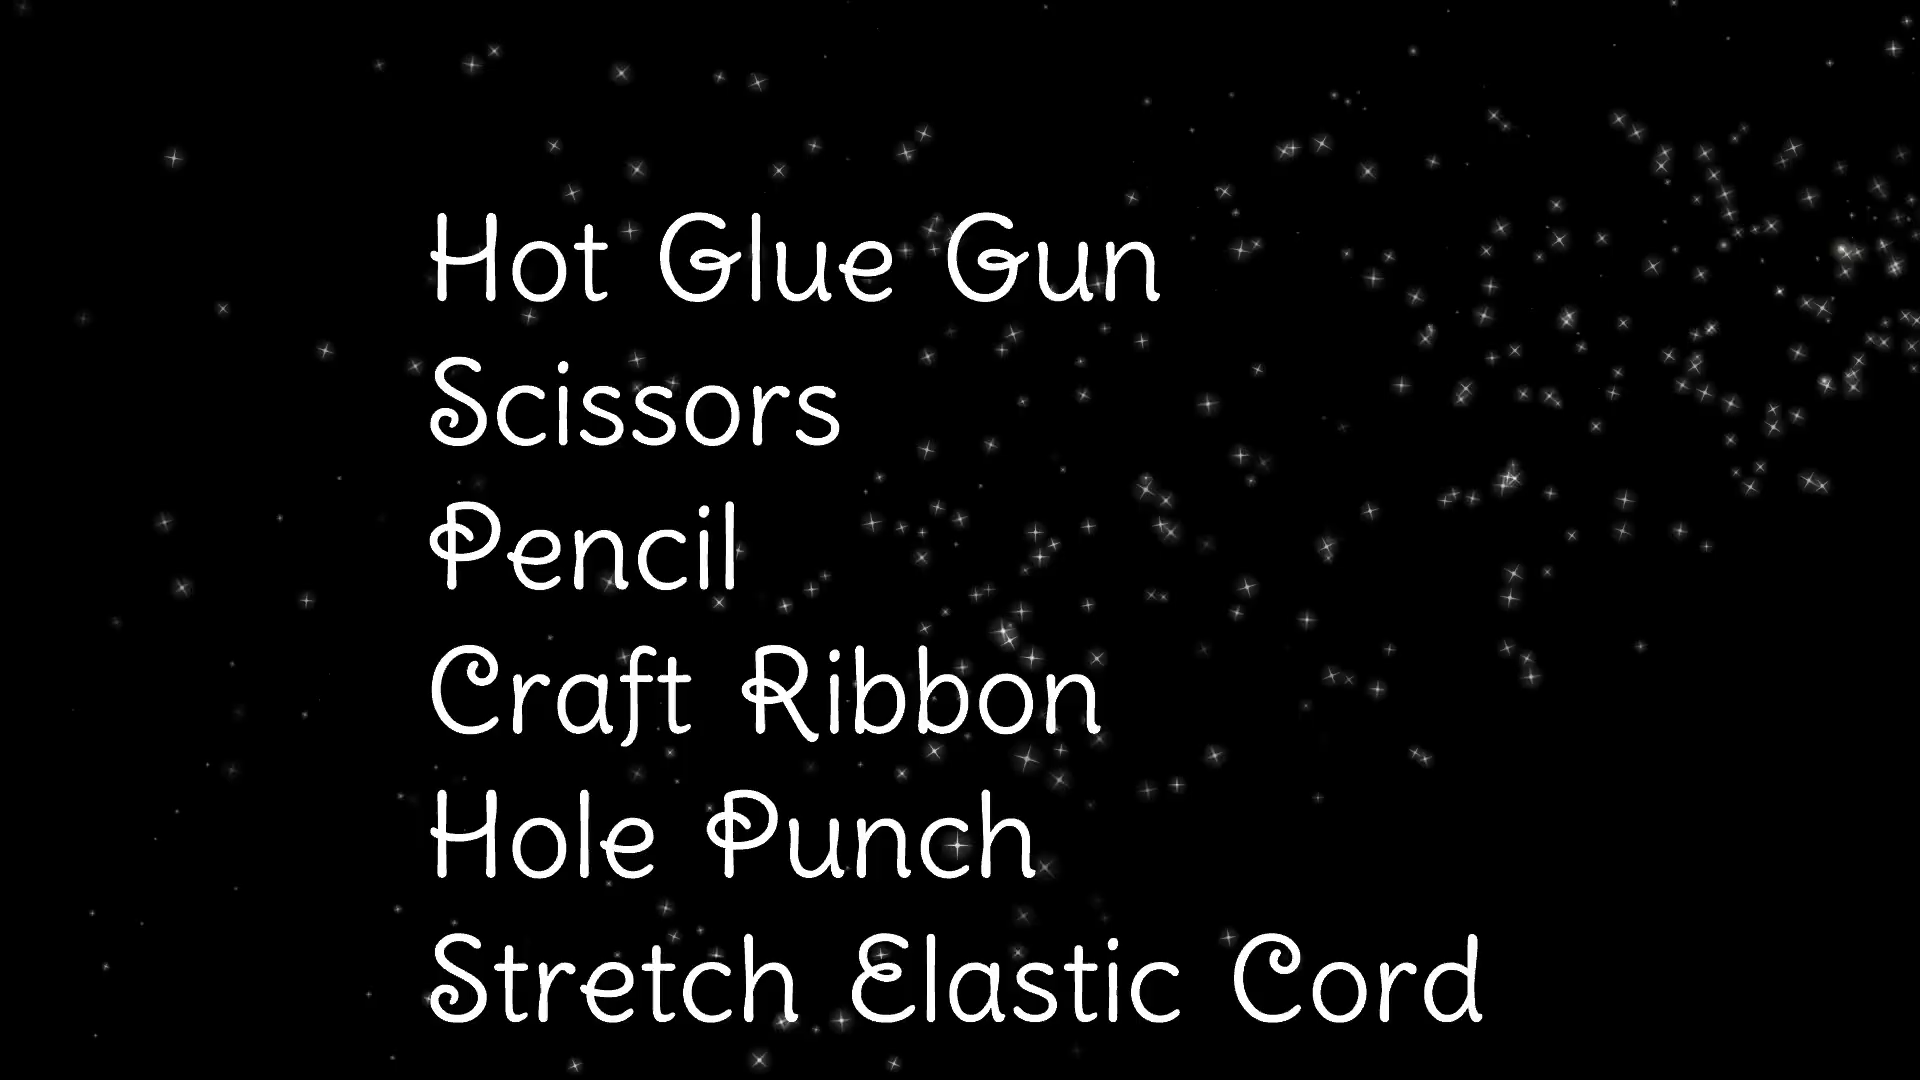 Hot Glue Gun
Scissors
Pencil
Craft Ribbon
Hole Punch
Stretch Elastic Cord